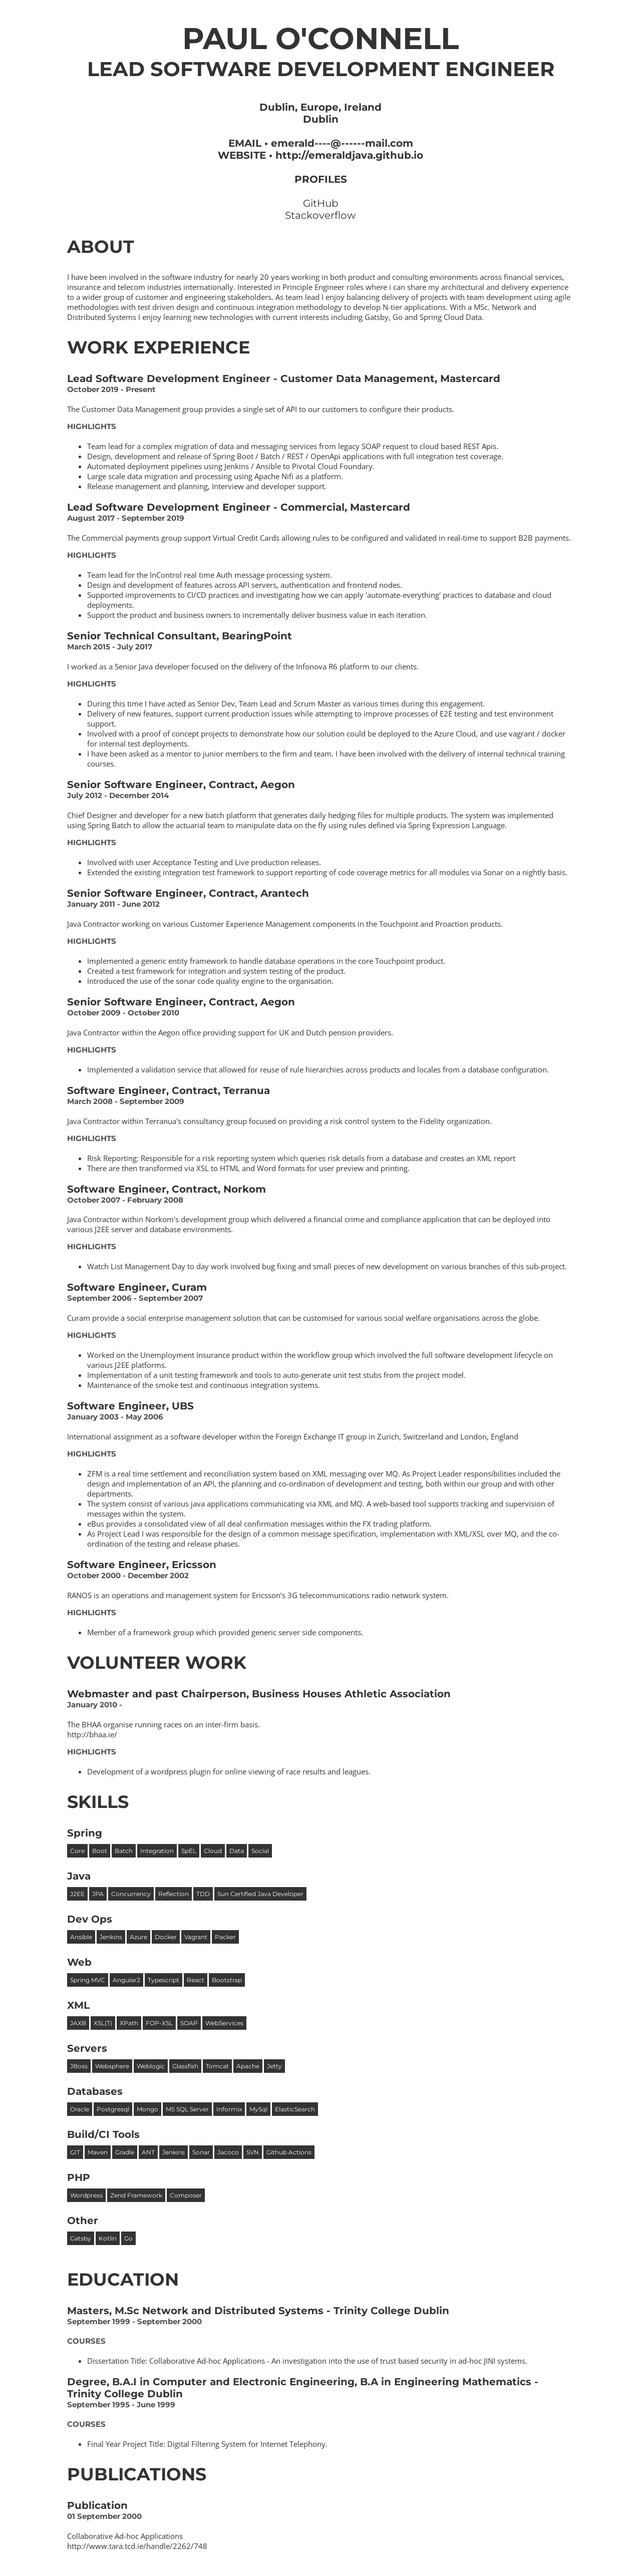 PAUL O'CONNELL
LEAD SOFTWARE DEVELOPMENT ENGINEER
Dublin, Europe, Ireland
Dublin
EMAIL • emerald----@------mail.com
WEBSITE • http://emeraldjava.github.io
PROFILES
GitHub
Stackoverflow
ABOUT
I have been involved in the software industry for nearly 20 years working in both product and consulting environments across financial services,
insurance and telecom industries internationally. Interested in Principle Engineer roles where i can share my architectural and delivery experience
to a wider group of customer and engineering stakeholders. As team lead I enjoy balancing delivery of projects with team development using agile
methodologies with test driven design and continuous integration methodology to develop N-tier applications. With a MSc. Network and
Distributed Systems I enjoy learning new technologies with current interests including Gatsby, Go and Spring Cloud Data.
WORK EXPERIENCE
Lead Software Development Engineer - Customer Data Management, Mastercard
October 2019 - Present
The Customer Data Management group provides a single set of API to our customers to configure their products.
HIGHLIGHTS
• Team lead for a complex migration of data and messaging services from legacy SOAP request to cloud based REST Apis.
• Design, development and release of Spring Boot / Batch / REST / OpenApi applications with full integration test coverage.
• Automated deployment pipelines using Jenkins / Ansible to Pivotal Cloud Foundary.
• Large scale data migration and processing using Apache Nifi as a platform.
• Release management and planning, Interview and developer support.
Lead Software Development Engineer - Commercial, Mastercard
August 2017 - September 2019
The Commercial payments group support Virtual Credit Cards allowing rules to be configured and validated in real-time to support B2B payments.
HIGHLIGHTS
• Team lead for the InControl real time Auth message processing system.
• Design and development of features across API servers, authentication and frontend nodes.
• Supported improvements to CI/CD practices and investigating how we can apply 'automate-everything' practices to database and cloud
deployments.
• Support the product and business owners to incrementally deliver business value in each iteration.
Senior Technical Consultant, BearingPoint
March 2015 - July 2017
I worked as a Senior Java developer focused on the delivery of the Infonova R6 platform to our clients.
HIGHLIGHTS
• During this time I have acted as Senior Dev, Team Lead and Scrum Master as various times during this engagement.
• Delivery of new features, support current production issues while attempting to improve processes of E2E testing and test environment
support.
• Involved with a proof of concept projects to demonstrate how our solution could be deployed to the Azure Cloud, and use vagrant / docker
for internal test deployments.
• I have been asked as a mentor to junior members to the firm and team. I have been involved with the delivery of internal technical training
courses.
Senior Software Engineer, Contract, Aegon
July 2012 - December 2014
Chief Designer and developer for a new batch platform that generates daily hedging files for multiple products. The system was implemented
using Spring Batch to allow the actuarial team to manipulate data on the fly using rules defined via Spring Expression Language.
HIGHLIGHTS
• Involved with user Acceptance Testing and Live production releases.
• Extended the existing integration test framework to support reporting of code coverage metrics for all modules via Sonar on a nightly basis.
Senior Software Engineer, Contract, Arantech
January 2011 - June 2012
Java Contractor working on various Customer Experience Management components in the Touchpoint and Proaction products.
HIGHLIGHTS
• Implemented a generic entity framework to handle database operations in the core Touchpoint product.
• Created a test framework for integration and system testing of the product.
• Introduced the use of the sonar code quality engine to the organisation.
Senior Software Engineer, Contract, Aegon
October 2009 - October 2010
Java Contractor within the Aegon office providing support for UK and Dutch pension providers.
HIGHLIGHTS
• Implemented a validation service that allowed for reuse of rule hierarchies across products and locales from a database configuration.
Software Engineer, Contract, Terranua
March 2008 - September 2009
Java Contractor within Terranua's consultancy group focused on providing a risk control system to the Fidelity organization.
HIGHLIGHTS
• Risk Reporting: Responsible for a risk reporting system which queries risk details from a database and creates an XML report
• There are then transformed via XSL to HTML and Word formats for user preview and printing.
Software Engineer, Contract, Norkom
October 2007 - February 2008
Java Contractor within Norkom's development group which delivered a financial crime and compliance application that can be deployed into
various J2EE server and database environments.
HIGHLIGHTS
• Watch List Management Day to day work involved bug fixing and small pieces of new development on various branches of this sub-project.
Software Engineer, Curam
September 2006 - September 2007
Curam provide a social enterprise management solution that can be customised for various social welfare organisations across the globe.
HIGHLIGHTS
• Worked on the Unemployment Insurance product within the workflow group which involved the full software development lifecycle on
various J2EE platforms.
• Implementation of a unit testing framework and tools to auto-generate unit test stubs from the project model.
• Maintenance of the smoke test and continuous integration systems.
Software Engineer, UBS
January 2003 - May 2006
International assignment as a software developer within the Foreign Exchange IT group in Zurich, Switzerland and London, England
HIGHLIGHTS
• ZFM is a real time settlement and reconciliation system based on XML messaging over MQ. As Project Leader responsibilities included the
design and implementation of an API, the planning and co-ordination of development and testing, both within our group and with other
departments.
• The system consist of various java applications communicating via XML and MQ. A web-based tool supports tracking and supervision of
messages within the system.
• eBus provides a consolidated view of all deal confirmation messages within the FX trading platform.
• As Project Lead I was responsible for the design of a common message specification, implementation with XML/XSL over MQ, and the co-
ordination of the testing and release phases.
Software Engineer, Ericsson
October 2000 - December 2002
RANOS is an operations and management system for Ericsson's 3G telecommunications radio network system.
HIGHLIGHTS
• Member of a framework group which provided generic server side components.
VOLUNTEER WORK
Webmaster and past Chairperson, Business Houses Athletic Association
January 2010 -
The BHAA organise running races on an inter-firm basis.
http://bhaa.ie/
HIGHLIGHTS
• Development of a wordpress plugin for online viewing of race results and leagues.
SKILLS
Spring
Core Boot Batch Integration SpEL Cloud Data Social
Java
J2EE JPA Concurrency Reflection TDD Sun Certified Java Developer
Dev Ops
Ansible Jenkins Azure Docker Vagrant Packer
Web
Spring MVC Angular2 Typescript React Bootstrap
XML
JAXB XSL(T) XPath FOP-XSL SOAP WebServices
Servers
JBoss Websphere Weblogic Glassfish Tomcat Apache Jetty
Databases
Oracle Postgresql Mongo MS SQL Server Informix MySql ElasticSearch
Build/CI Tools
GIT Maven Gradle ANT Jenkins Sonar Jacoco SVN Github Actions
PHP
Wordpress Zend Framework Composer
Other
Gatsby Kotlin Go
EDUCATION
Masters, M.Sc Network and Distributed Systems - Trinity College Dublin
September 1999 - September 2000
COURSES
• Dissertation Title: Collaborative Ad-hoc Applications - An investigation into the use of trust based security in ad-hoc JINI systems.
Degree, B.A.I in Computer and Electronic Engineering, B.A in Engineering Mathematics -
Trinity College Dublin
September 1995 - June 1999
COURSES
• Final Year Project Title: Digital Filtering System for Internet Telephony.
PUBLICATIONS
Publication
01 September 2000
Collaborative Ad-hoc Applications
http://www.tara.tcd.ie/handle/2262/748